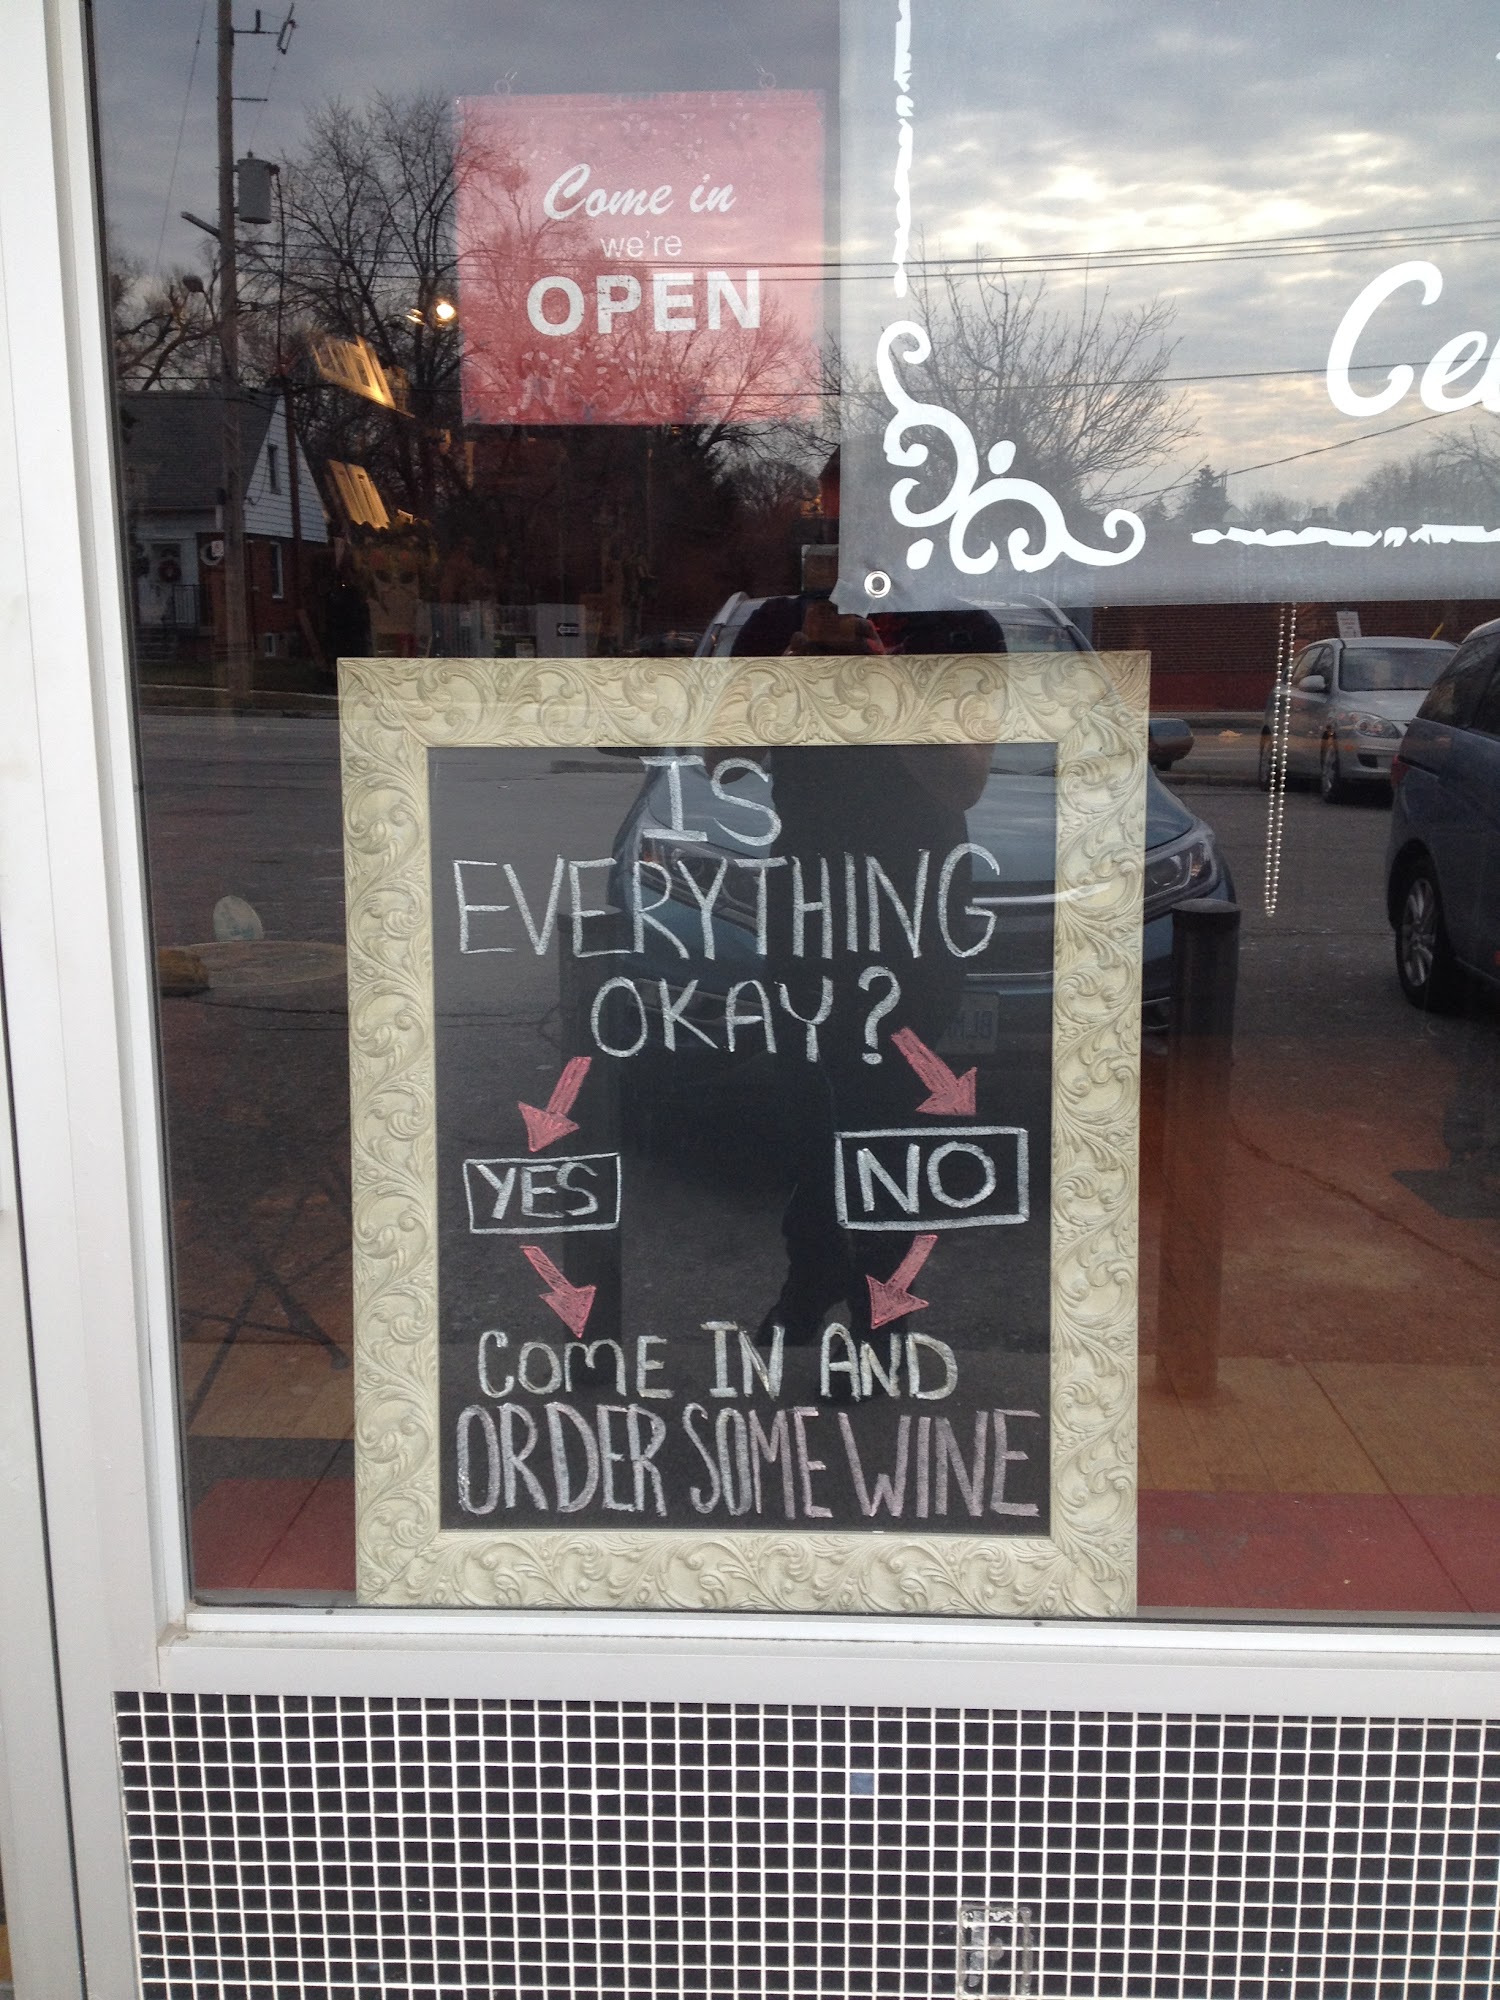 Come in
we're
OPEN
IS
EVERYTHING
OKAY?
YES
NO
COME IN AND
ORDER SOME WINE